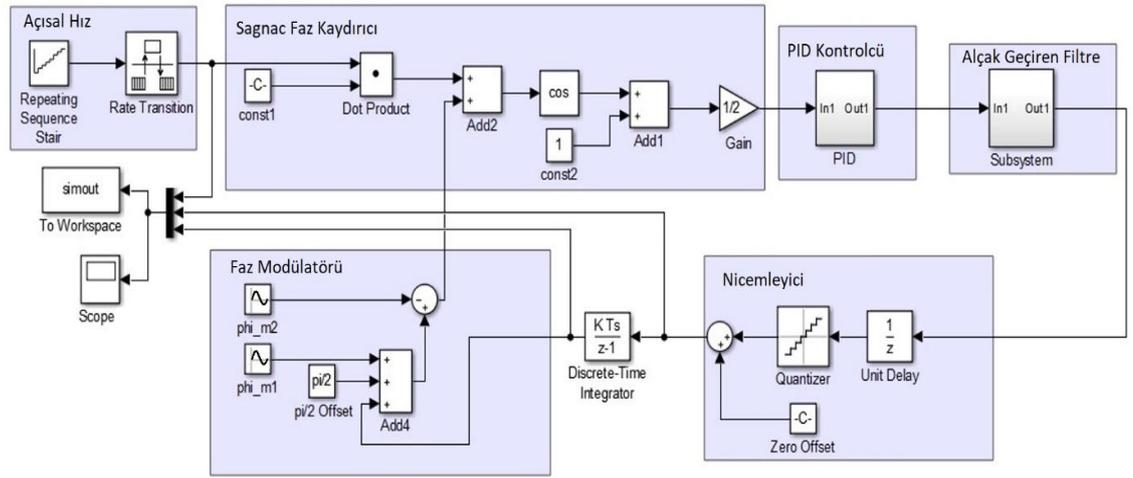 Açısal Hız
Repeating
Sequence
Stair
Rate Transition
Sagnac Faz Kaydırıcı
-C-
const1
Dot Product
+
+
Add2
cos
1
const2
+
+
Add1
1/2
Gain
PID Kontrolcü
In1 Out1
PID
Alçak Geçiren Filtre
In1 Out1
Subsystem
simout
To Workspace
Scope
Faz Modülatörü
phi_m2
-
+
phi_m1
pi/2
pi/2 Offset
+
+
+
Add4
K Ts
z-1
Discrete-Time
Integrator
Nicemleyici
+
+
Quantizer
1
z
Unit Delay
-C-
Zero Offset